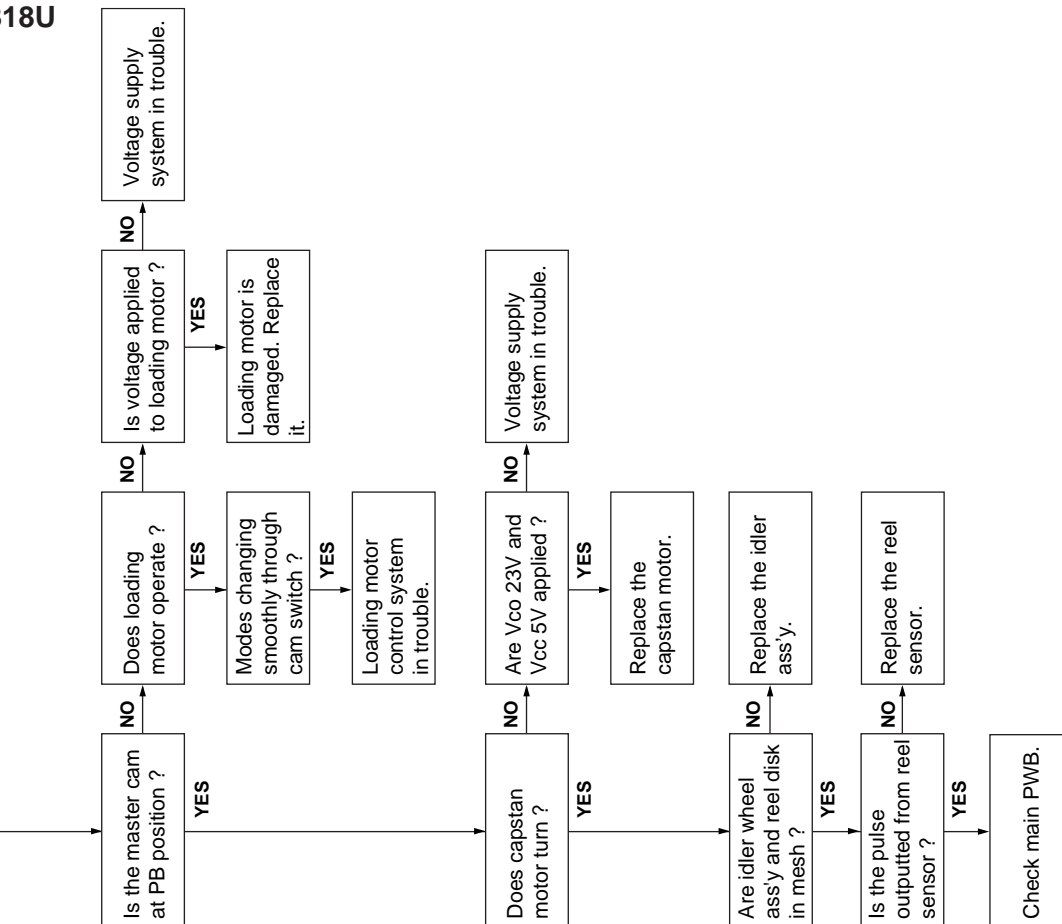 Is the master cam
at PB position ?
NO
Does loading
motor operate ?
NO
Is voltage applied
to loading motor ?
NO
Voltage supply
system in trouble.
YES
YES
YES
Modes changing
smoothly through
cam switch ?
Loading motor is
damaged. Replace
it.
YES
Loading motor
control system
in trouble.
Does capstan
motor turn ?
NO
Are Vco 23V and
Vcc 5V applied ?
NO
Voltage supply
system in trouble.
YES
YES
Replace the
capstan motor.
Are idler wheel
ass'y and reel disk
in mesh ?
NO
Replace the idler
ass'y.
YES
Is the pulse
outputted from reel
sensor ?
NO
Replace the reel
sensor.
YES
Check main PWB.